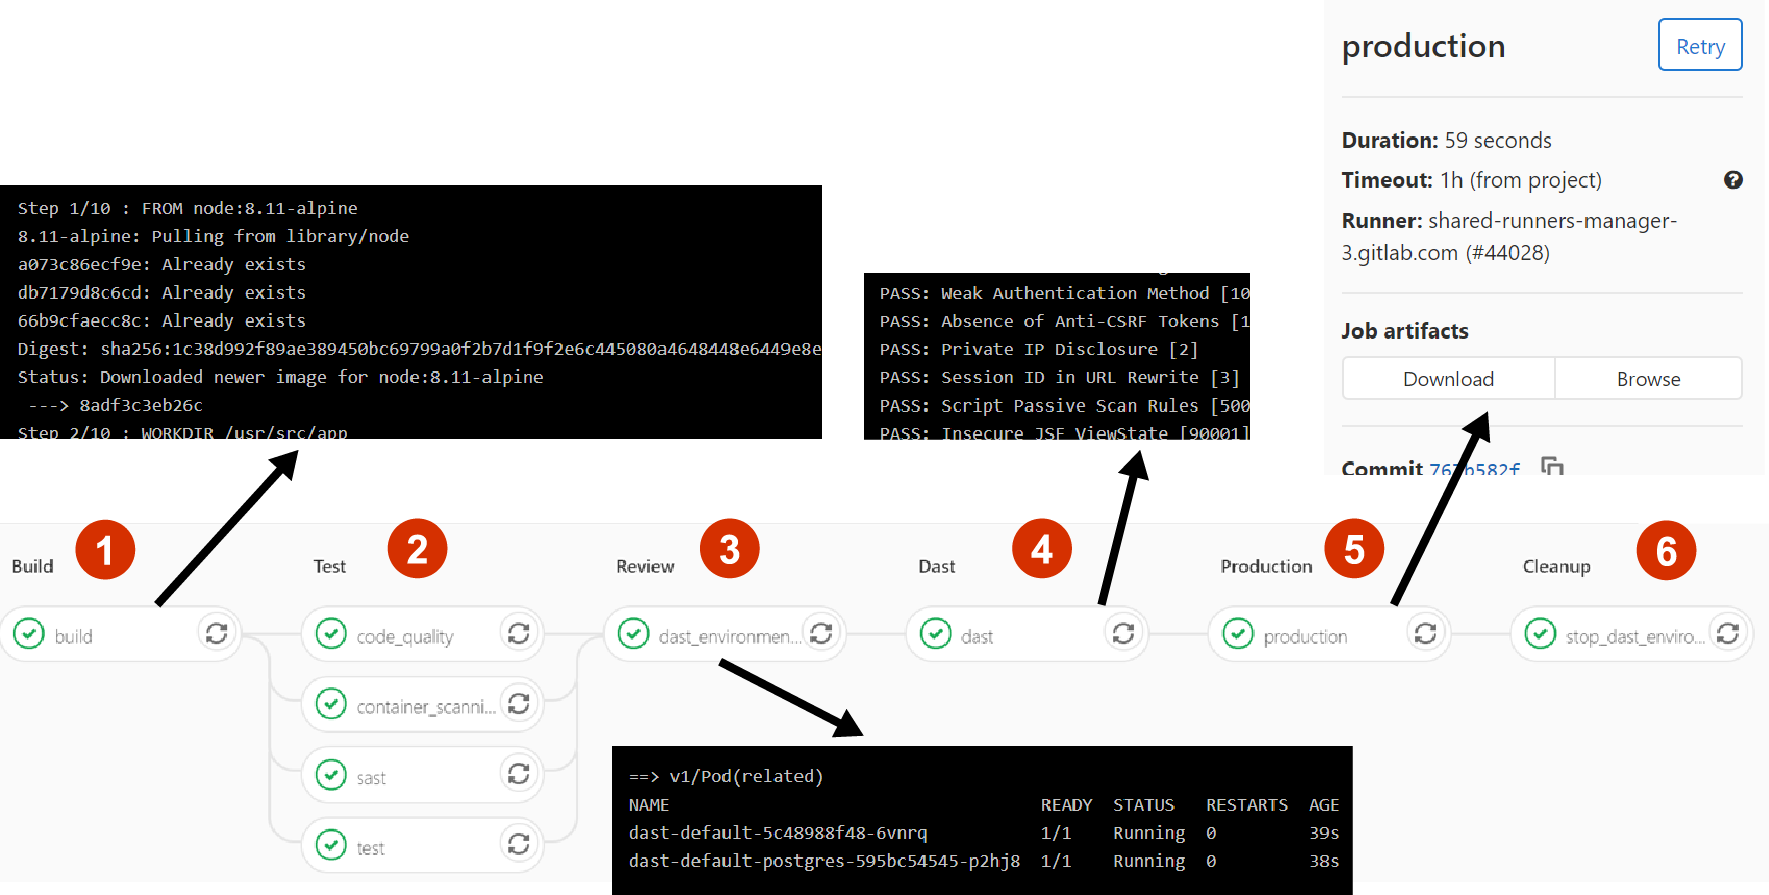 production
Retry
Duration: 59 seconds
Timeout: 1h (from project)
Runner: shared-runners-manager-
3.gitlab.com (#44028)
Job artifacts
Download
Browse
Commit
Step 1/10 : FROM node:8.11-alpine
8.11-alpine: Pulling from library/node
a073c86ecf9e: Already exists
db7179d8c6cd: Already exists
66b9cfaecc8c: Already exists
Digest: sha256:1c38d992f89ae389450bc69799a0f2b7d1f9f2e6c445080a4648448e6449e8e
Status: Downloaded newer image for node:8.11-alpine
---> 8adf3c3eb26c
Step 2/10 : WORKDIR /usr/src/app
PASS: Weak Authentication Method [10
PASS: Absence of Anti-CSRF Tokens [1
PASS: Private IP Disclosure [2]
PASS: Session ID in URL Rewrite [3]
PASS: Script Passive Scan Rules [500
PASS: Insecure JSF ViewState [90001]
Build
1
Test
2
Review
3
Dast
4
Production
5
Cleanup
6
build
code_quality
dast_environmen...
dast
production
stop_dast_enviro...
container_scanni...
sast
test
==> v1/Pod(related)
NAME READY STATUS RESTARTS AGE
dast-default-5c48988f48-6vnrq 1/1 Running 0 39s
dast-default-postgres-595bc54545-p2hj8 1/1 Running 0 38s